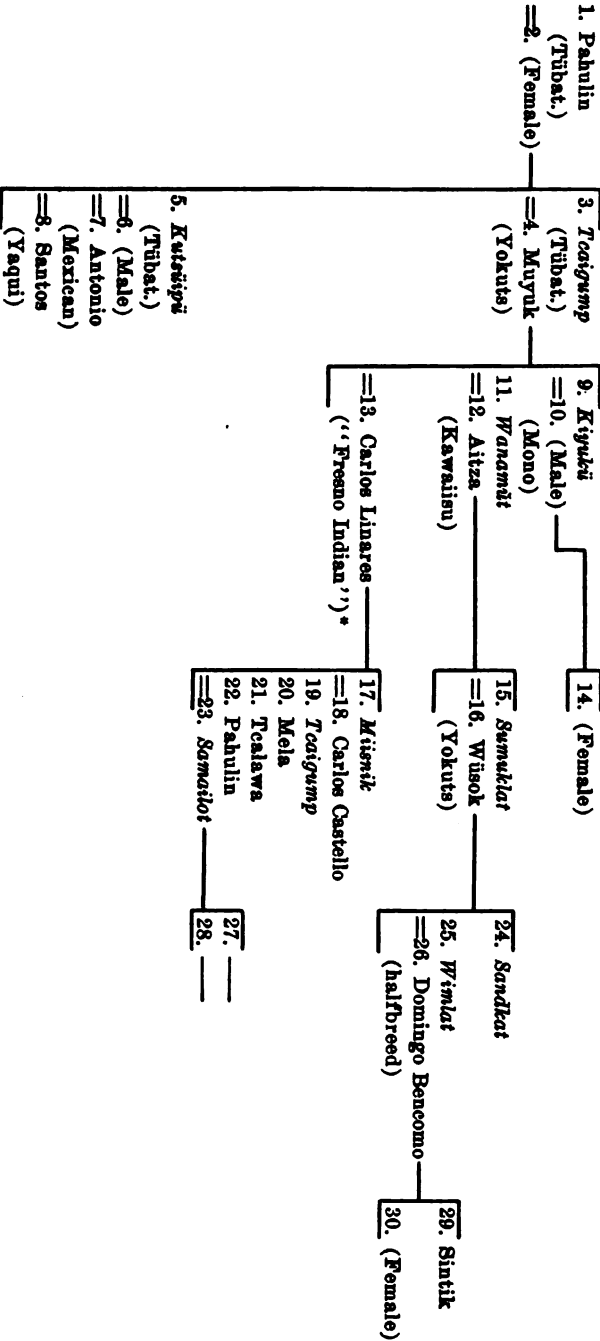 1. Pahulin
(Tübat.)
=2. (Female)
3. Tcaigump
(Tübat.)
=4. Muyuk
(Yokuts)
5. Kutsüipü
(Tübat.)
=6. (Male)
=7. Antonio
(Mexican)
=8. Santos
(Yaqui)
9. Kiyukü
=10. (Male)
(Mono)
11. Wanamüt
=12. Aitza
(Kawaiisu)
=13. Carlos Linares
("Fresno Indian")*
14. (Female)
15. Sumuklat
=16. Wüsok
(Yokuts)
17. Müsnik
=18. Carlos Castello
19. Tcaigump
20. Mela
21. Tcalawa
22. Pahulin
=23. Samailot
24. Sandkat
25. Wimlat
=26. Domingo Bencomo
(halfbreed)
27. ——
28. ——
29. Sintik
30. (Female)